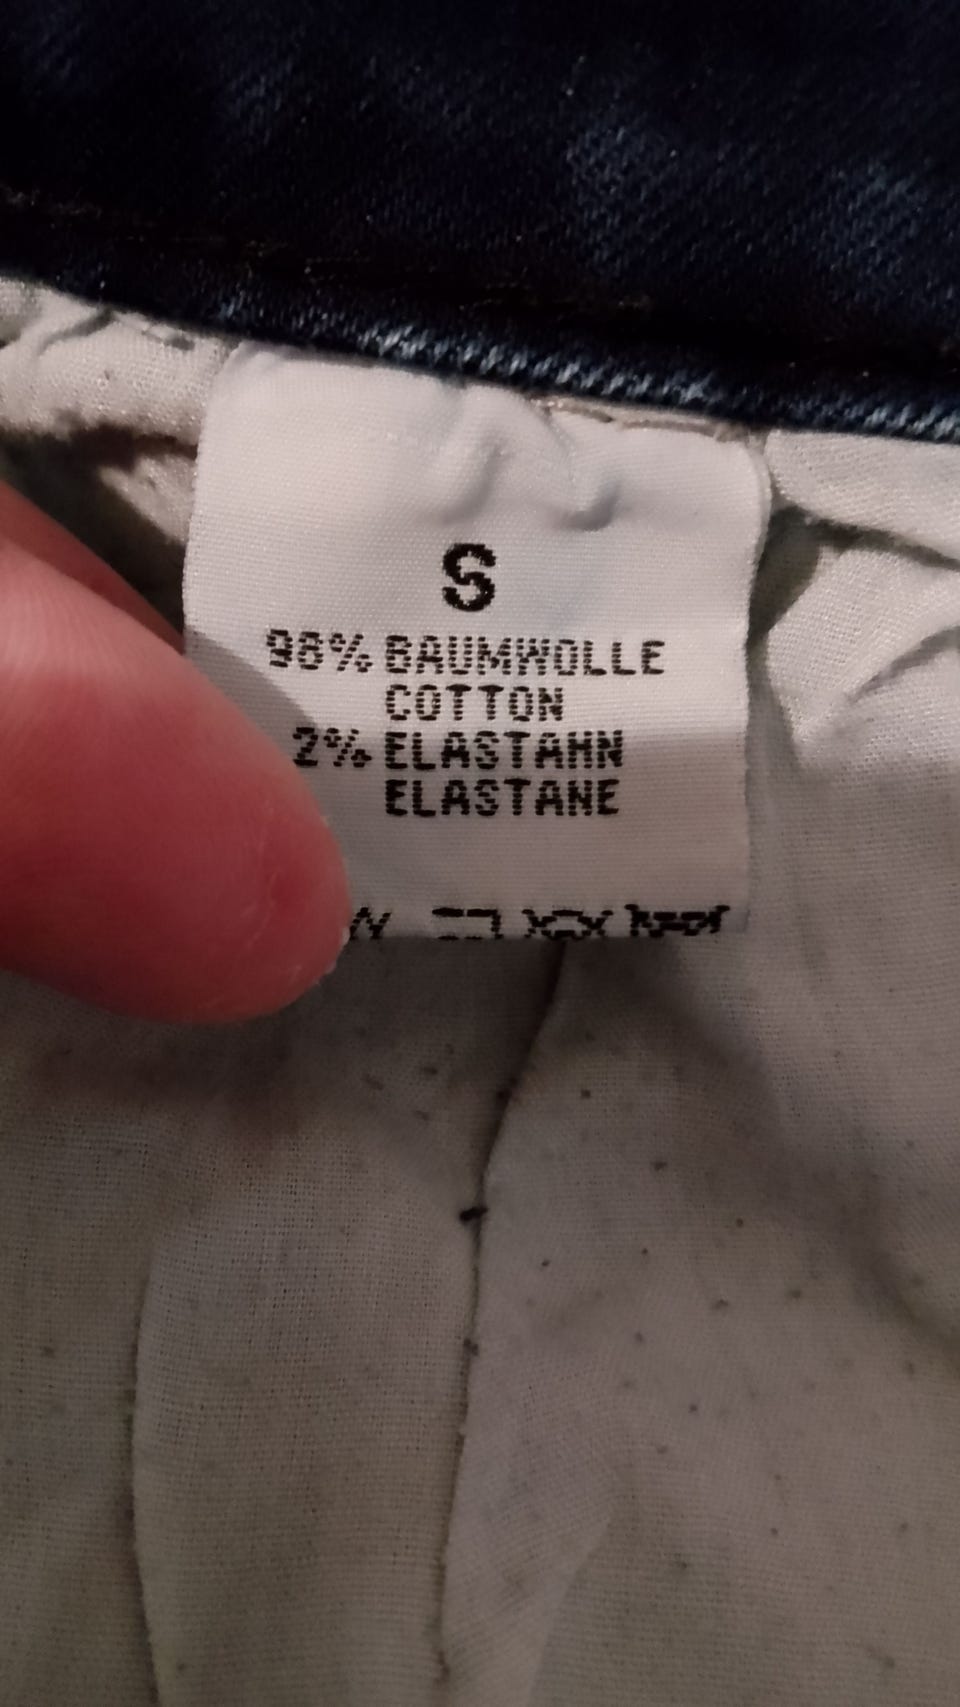 S
98% BAUMWOLLE
COTTON
2% ELASTAHN
ELASTANE